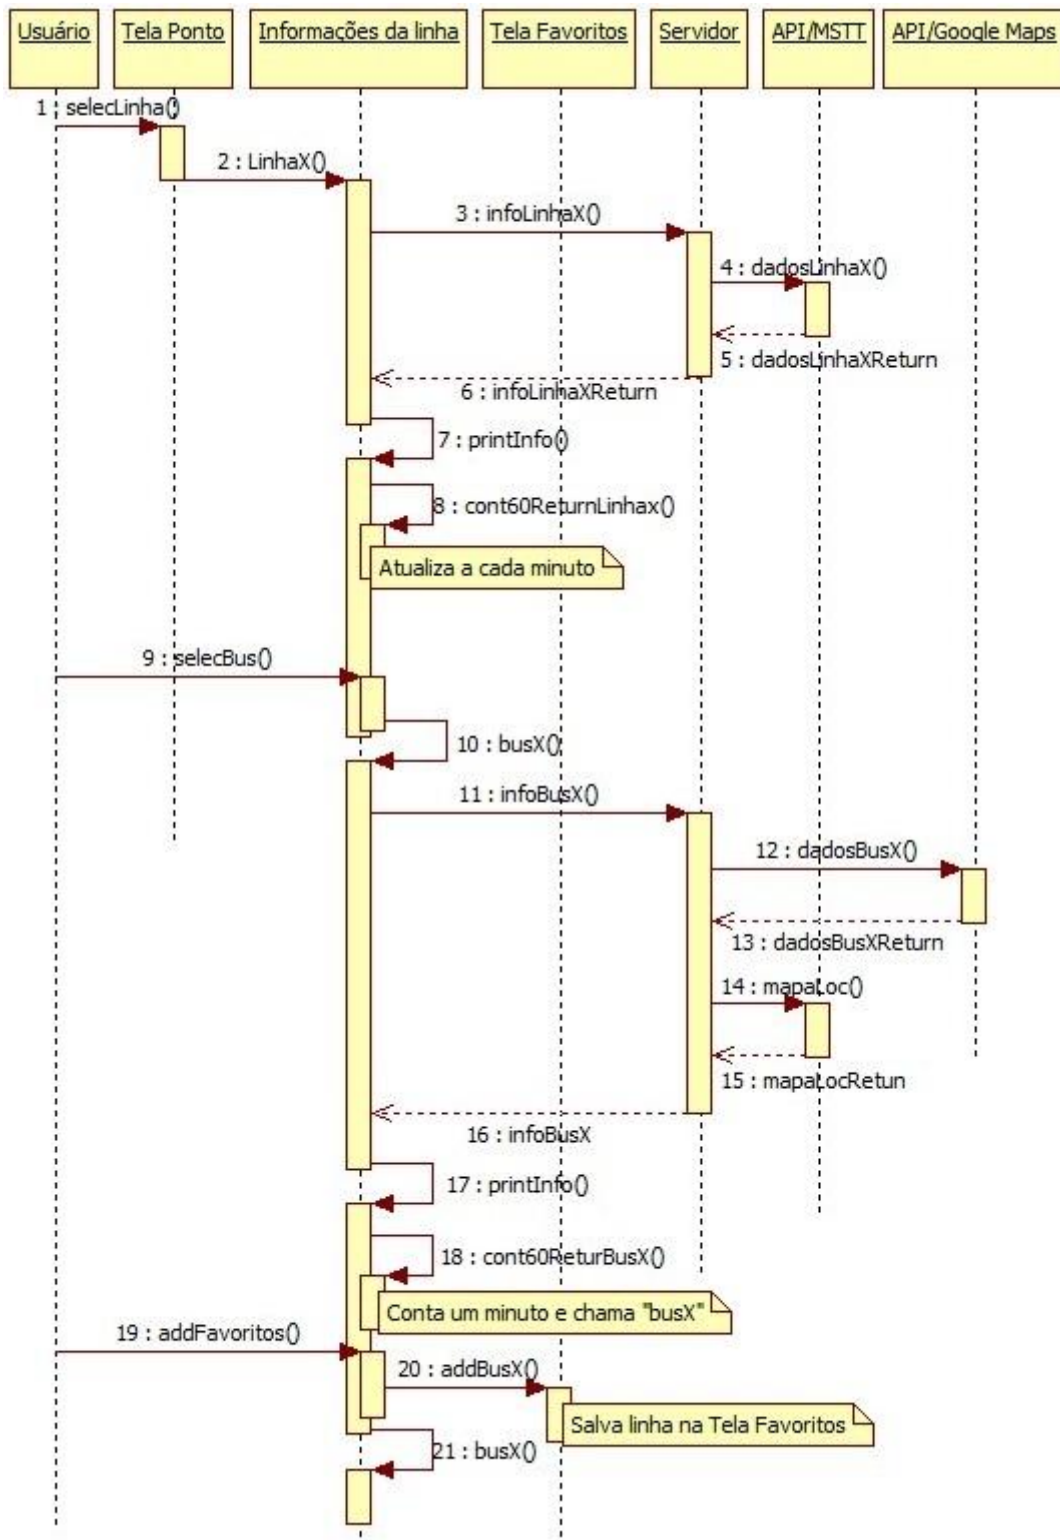 Usuário
Tela Ponto
Informações da linha
Tela Favoritos
Servidor
API/MSTT
API/Google Maps
1 : selecLinha()
2 : LinhaX()
3 : infoLinhaX()
4 : dadosLinhaX()
5 : dadosLinhaXReturn
6 : infoLinhaXReturn
7 : printInfo()
8 : cont60ReturnLinhax()
Atualiza a cada minuto
9 : selecBus()
10 : busX()
11 : infoBusX()
12 : dadosBusX()
13 : dadosBusXReturn
14 : mapaLoc()
15 : mapaLocRetun
16 : infoBusX
17 : printInfo()
18 : cont60ReturBusX()
Conta um minuto e chama "busX"
19 : addFavoritos()
20 : addBusX()
Salva linha na Tela Favoritos
21 : busX()